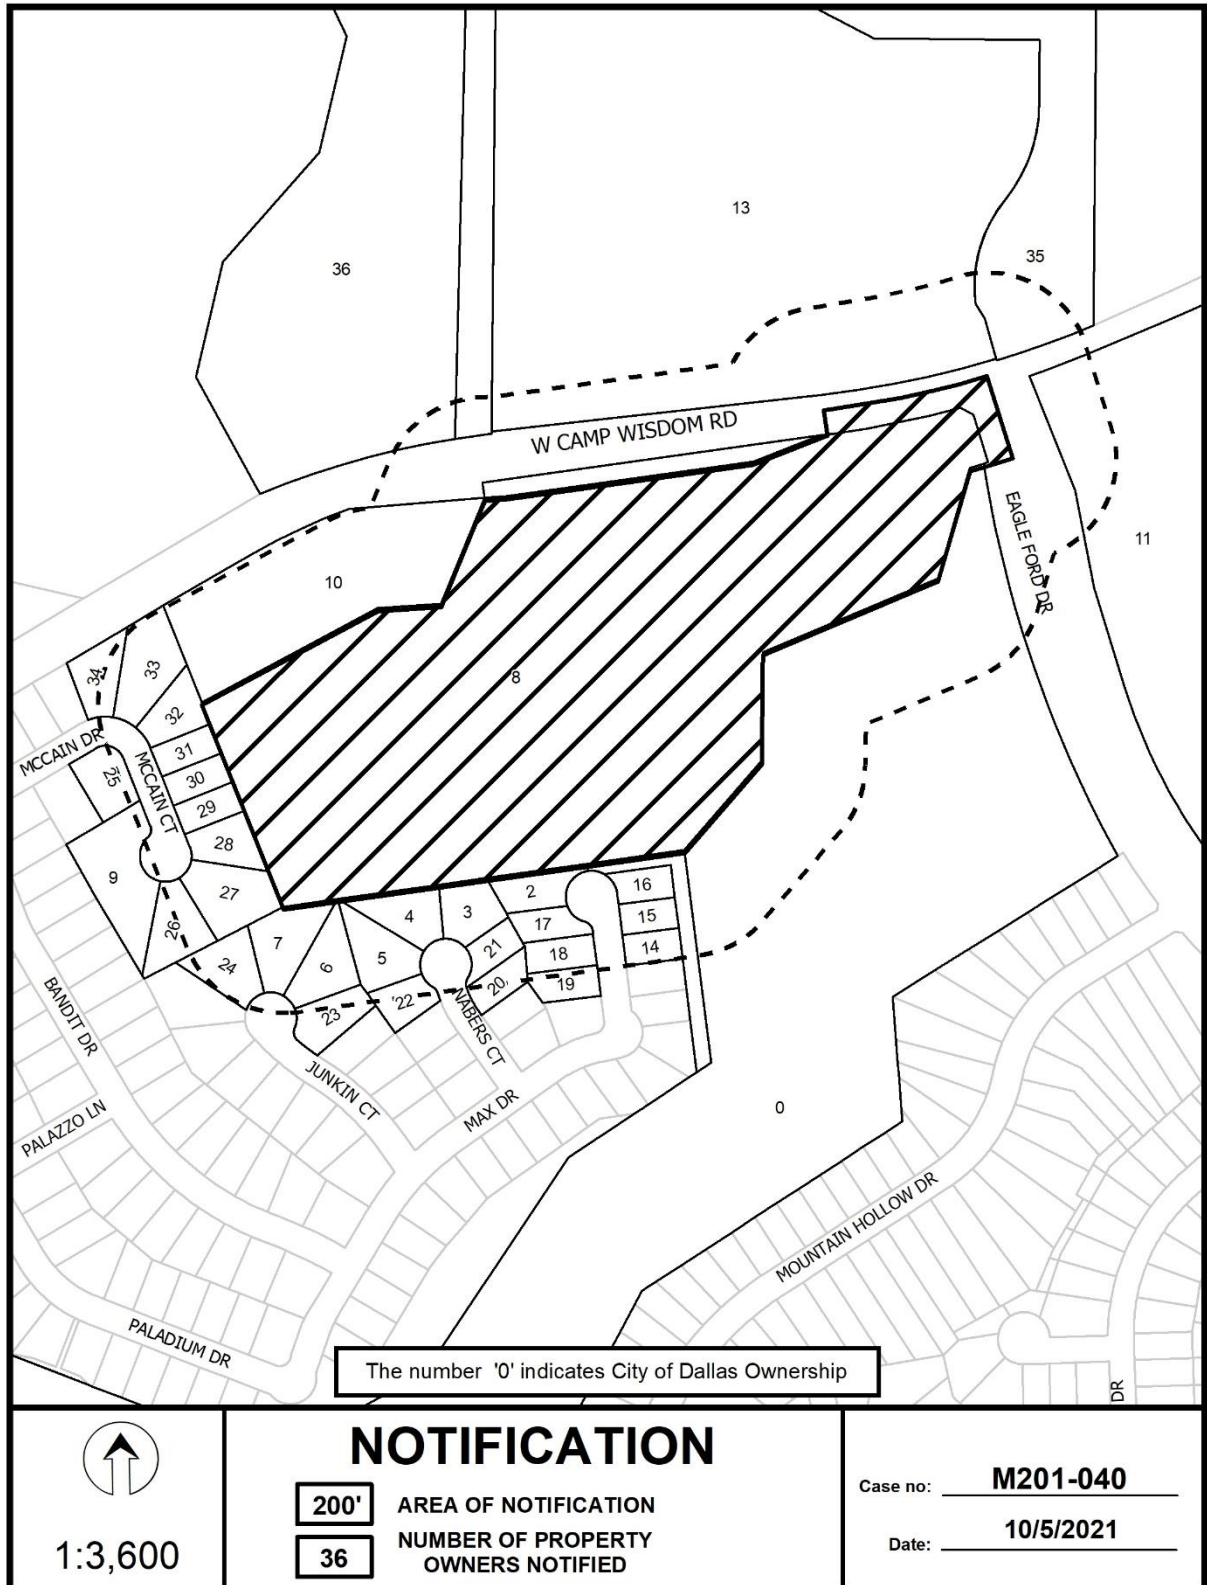 13
36
35
W CAMP WISDOM RD
EAGLE FORD DR
11
10
8
34
33
32
MCCAIN DR
MCCAIN CT
31
25
30
29
28
9
27
26
2
16
4
3
17
15
7
5
21
18
14
24
6
20,
19
'22
23
BANDIT DR
NABERS CT
JUNKIN CT
MAX DR
0
PALAZZO LN
MOUNTAIN HOLLOW DR
PALADIUM DR
DR
The number '0' indicates City of Dallas Ownership
1:3,600
NOTIFICATION
200' AREA OF NOTIFICATION
36 NUMBER OF PROPERTY
OWNERS NOTIFIED
Case no: M201-040
Date: 10/5/2021